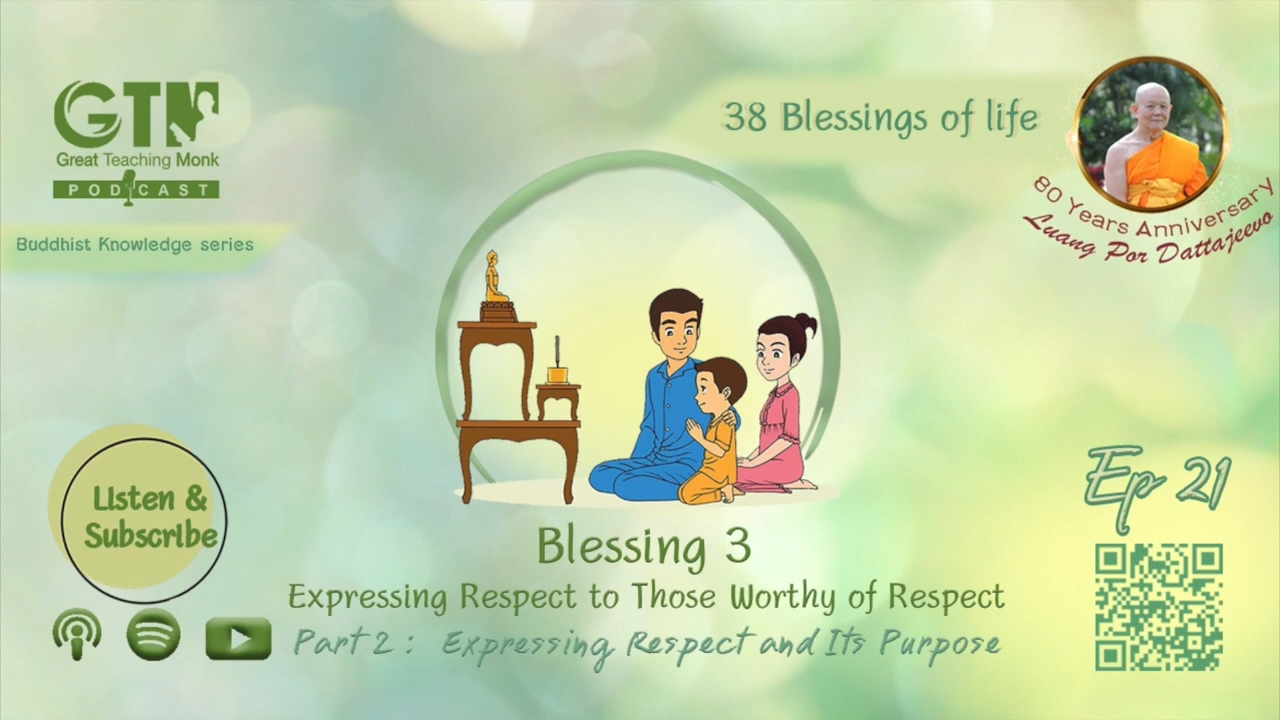 GTM
Great Teaching Monk
PODCAST
Buddhist Knowledge series
38 Blessings of life
80 Years Anniversary
Luang Por Dattajeevo
LIsten &
SubscrIbe
Ep 21
Blessing 3
Expressing Respect to Those Worthy of Respect
Part 2 : Expressing Respect and Its Purpose